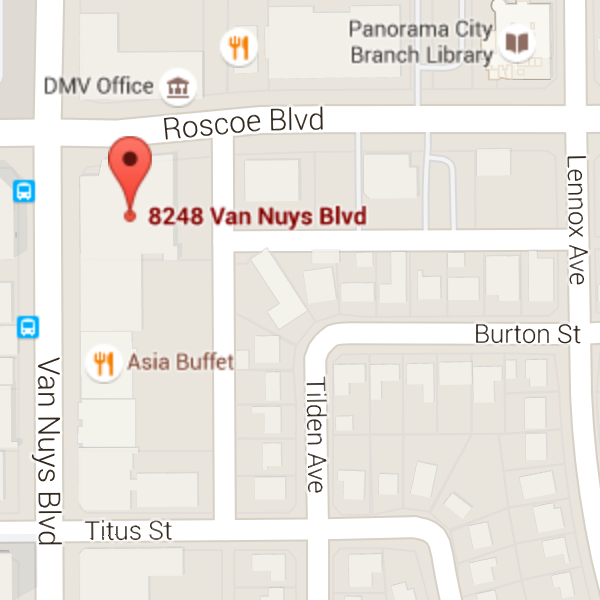 Panorama City
Branch Library
DMV Office
Roscoe Blvd
8248 Van Nuys Blvd
Lennox Ave
Burton St
Asia Buffet
Van Nuys Blvd
Tilden Ave
Titus St